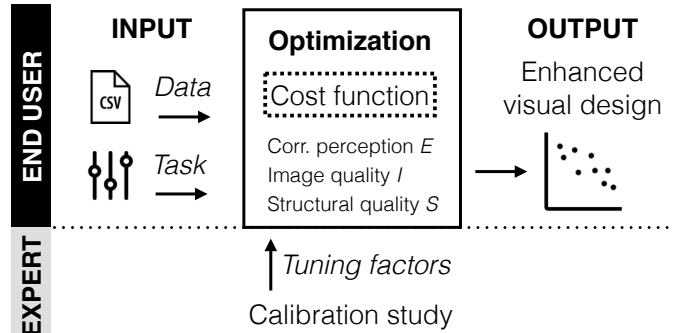 END USER
EXPERT
INPUT
CSV
Data
Task
Optimization
Cost function
Corr. perception E
Image quality I
Structural quality S
OUTPUT
Enhanced
visual design
Tuning factors
Calibration study